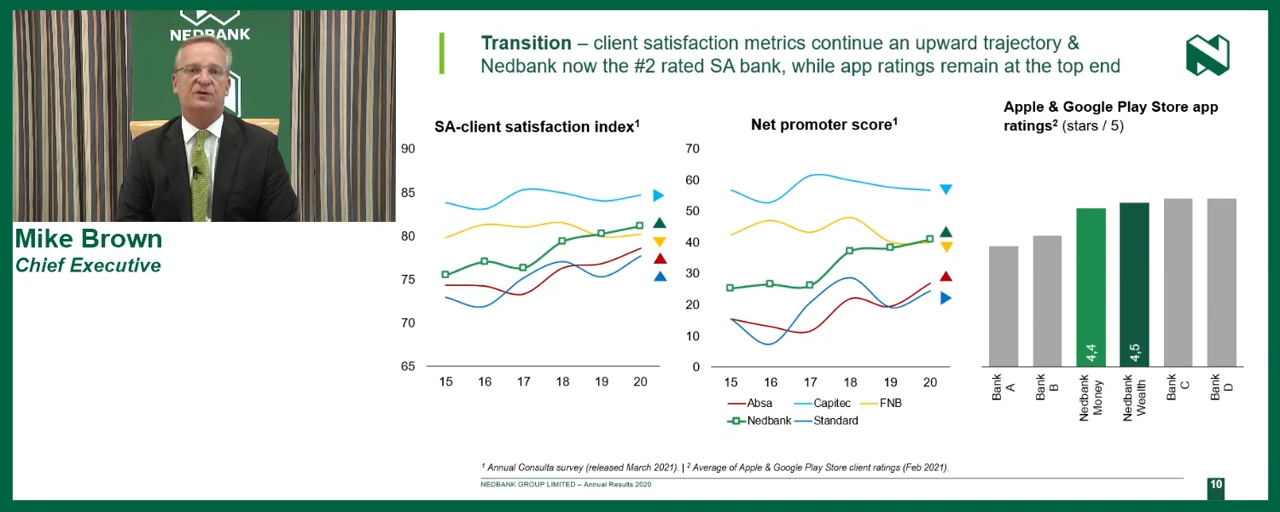 NEDBANK
Mike Brown
Chief Executive
Transition – client satisfaction metrics continue an upward trajectory &
Nedbank now the #2 rated SA bank, while app ratings remain at the top end
SA-client satisfaction index¹
90
85
80
75
70
65
15 16 17 18 19 20
Net promoter score¹
70
60
50
40
30
20
10
0
15 16 17 18 19 20
Absa Capitec FNB
Nedbank Standard
Apple & Google Play Store app
ratings² (stars / 5)
4,4
4,5
Bank
A
Bank
B
Nedbank
Money
Nedbank
Wealth
Bank
C
Bank
D
¹ Annual Consulta survey (released March 2021). | ² Average of Apple & Google Play Store client ratings (Feb 2021).
NEDBANK GROUP LIMITED – Annual Results 2020
10